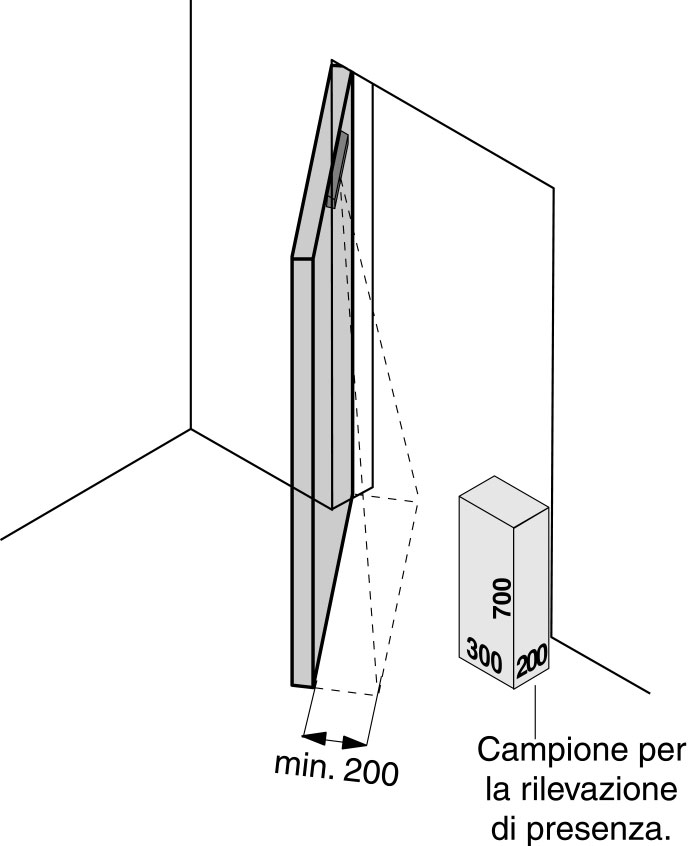 700
300 200
min. 200
Campione per
la rilevazione
di presenza.